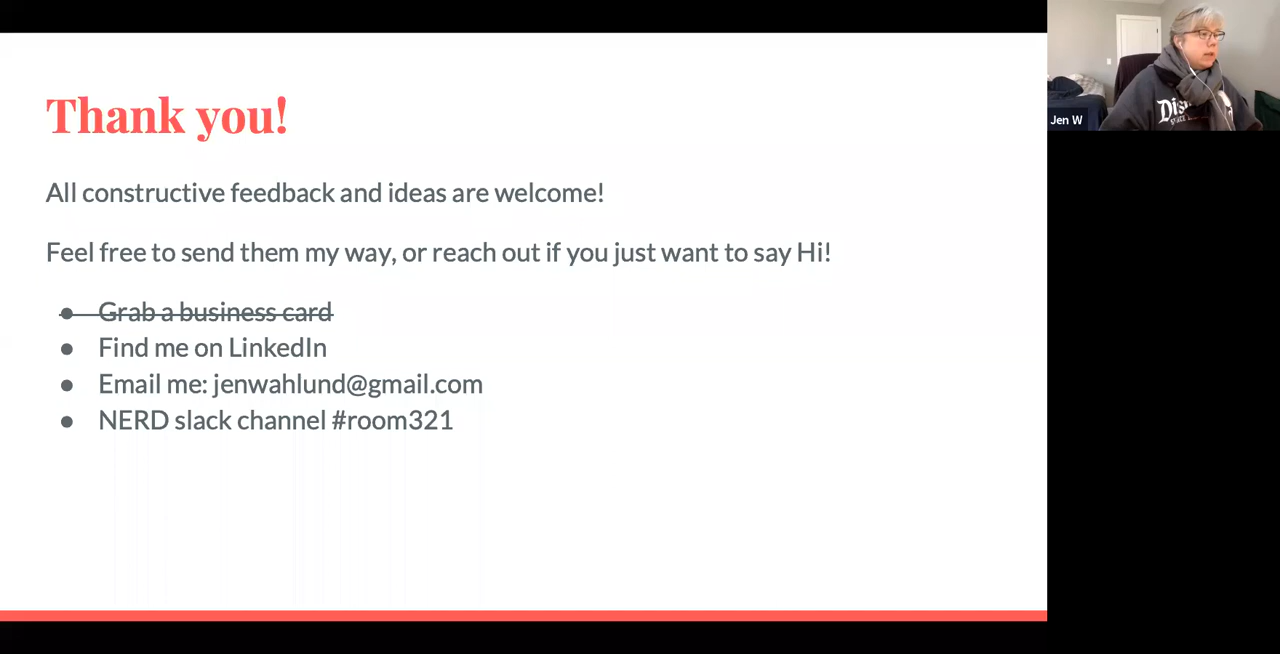 Thank you!
All constructive feedback and ideas are welcome!
Feel free to send them my way, or reach out if you just want to say Hi!
● Grab a business card
● Find me on LinkedIn
● Email me: jenwahlund@gmail.com
● NERD slack channel #room321
Jen W